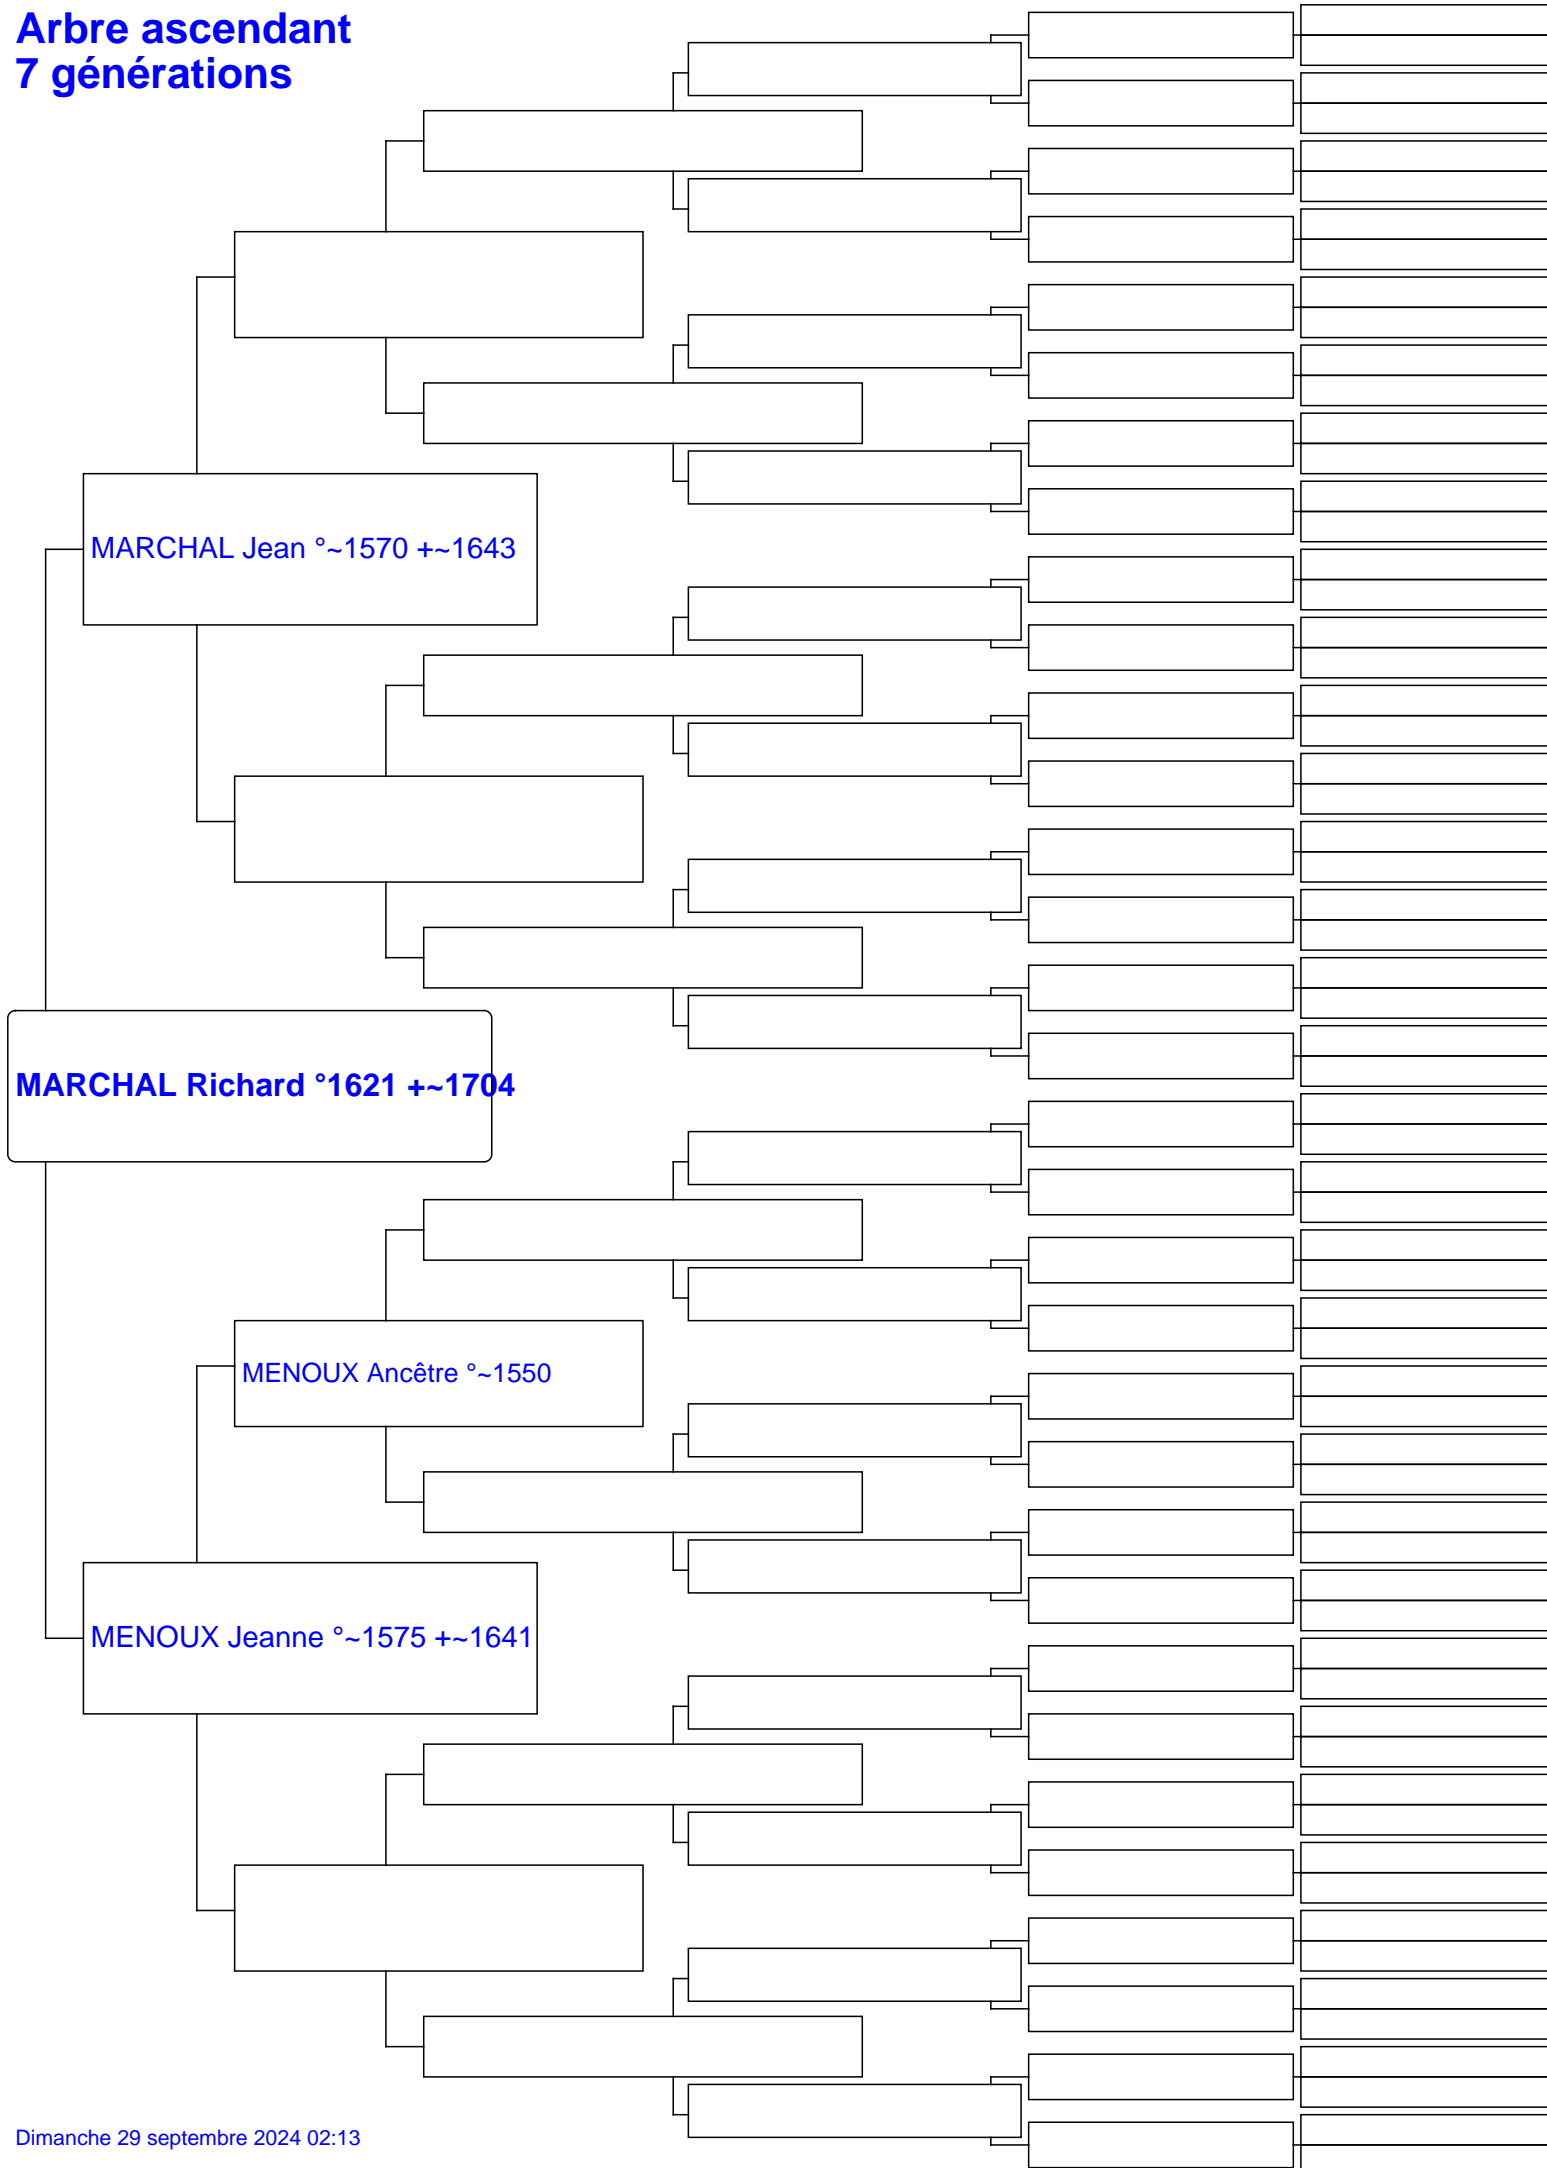 Arbre ascendant
7 générations
MARCHAL Jean °~1570 +~1643
MARCHAL Richard °1621 +~1704
MENOUX Ancêtre °~1550
MENOUX Jeanne °~1575 +~1641
Dimanche 29 septembre 2024 02:13